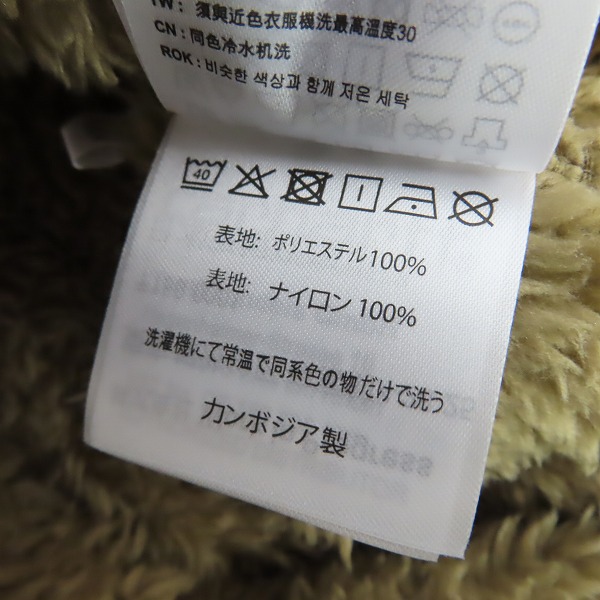 TW : 須與近色衣服機洗最高溫度30
CN : 同色冷水机洗
ROK : 비슷한 색상과 함께 저온 세탁
40
表地: ポリエステル100%
表地: ナイロン 100%
洗濯機にて常温で同系色の物だけで洗う
カンボジア製